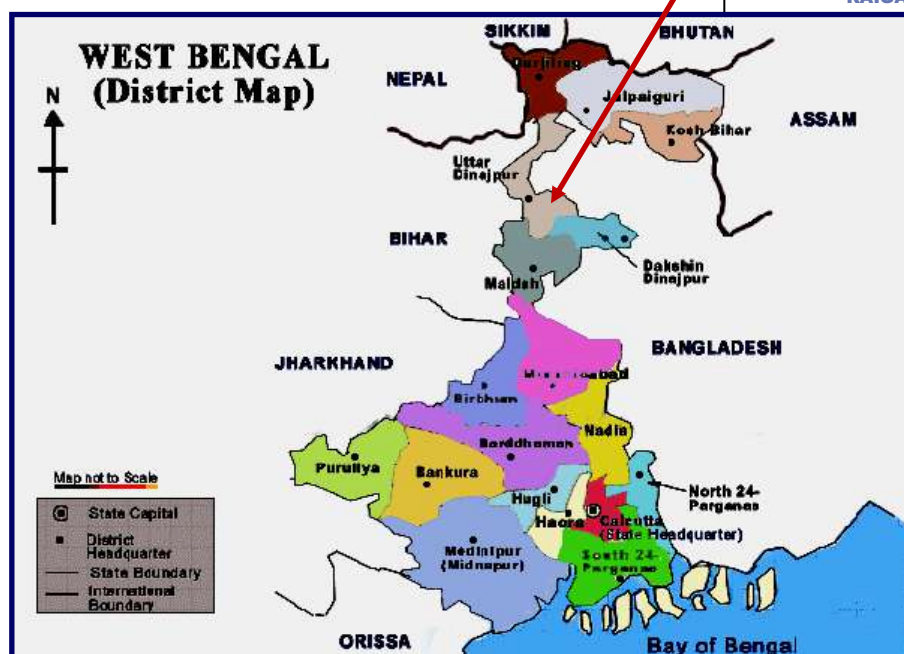 WEST BENGAL
(District Map)
N
SIKKIM
BHUTAN
NEPAL
Darjiling
Jalpaiguri
ASSAM
Kosh Bihar
Uttar
Dinajpur
BIHAR
Dakshin
Dinajpur
Maldah
BANGLADESH
JHARKHAND
Birbhum
Nadia
Barddhaman
Puruliya
Bankura
Map not to Scale
Hugli
North 24-
Parganas
Haora
Calcutta
(State Headquarter)
State Capital
District
Headquarter
State Boundary
International
Boundary
Medinipur
(Midnapur)
South 24-
Parganas
ORISSA
Bay of Bengal